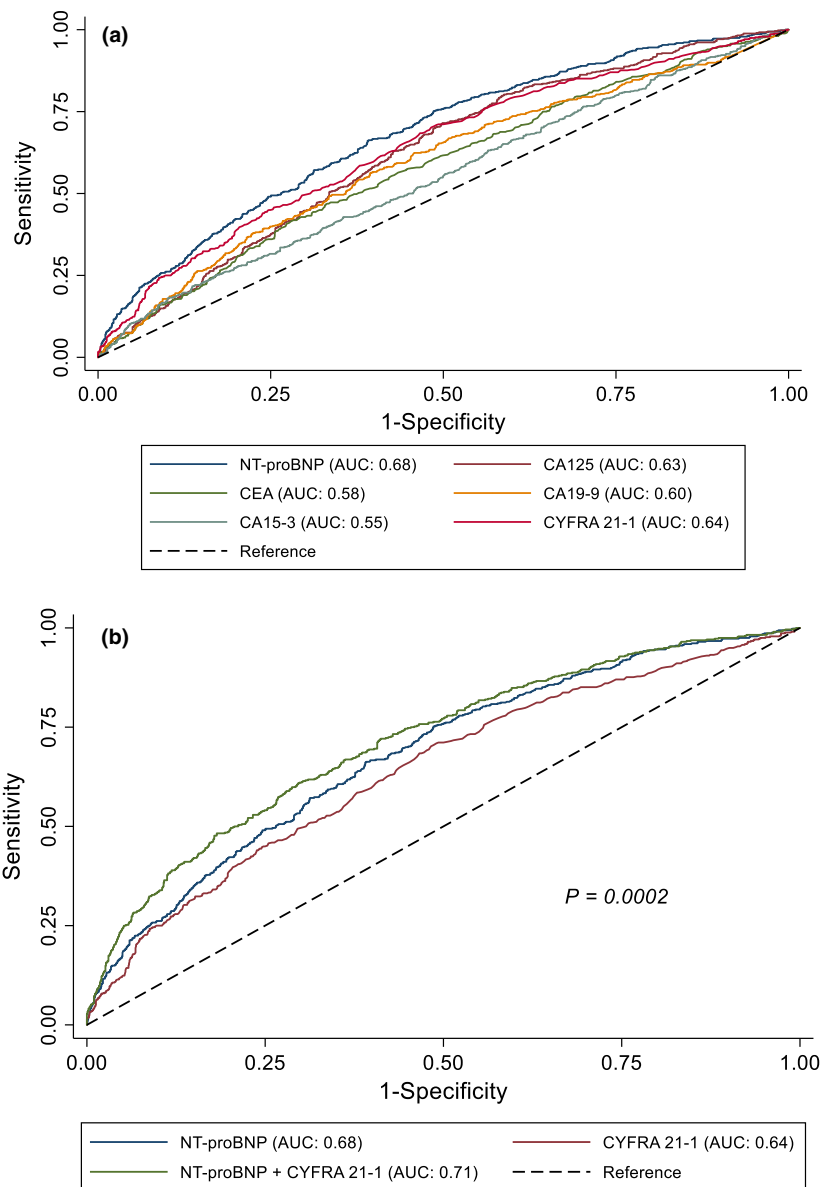 (a)
1.00
0.75
0.50
0.25
0.00
Sensitivity
0.00 0.25 0.50 0.75 1.00
1-Specificity
NT-proBNP (AUC: 0.68) CA125 (AUC: 0.63)
CEA (AUC: 0.58) CA19-9 (AUC: 0.60)
CA15-3 (AUC: 0.55) CYFRA 21-1 (AUC: 0.64)
Reference
(b)
1.00
0.75
0.50
0.25
0.00
Sensitivity
P = 0.0002
0.00 0.25 0.50 0.75 1.00
1-Specificity
NT-proBNP (AUC: 0.68) CYFRA 21-1 (AUC: 0.64)
NT-proBNP + CYFRA 21-1 (AUC: 0.71) Reference